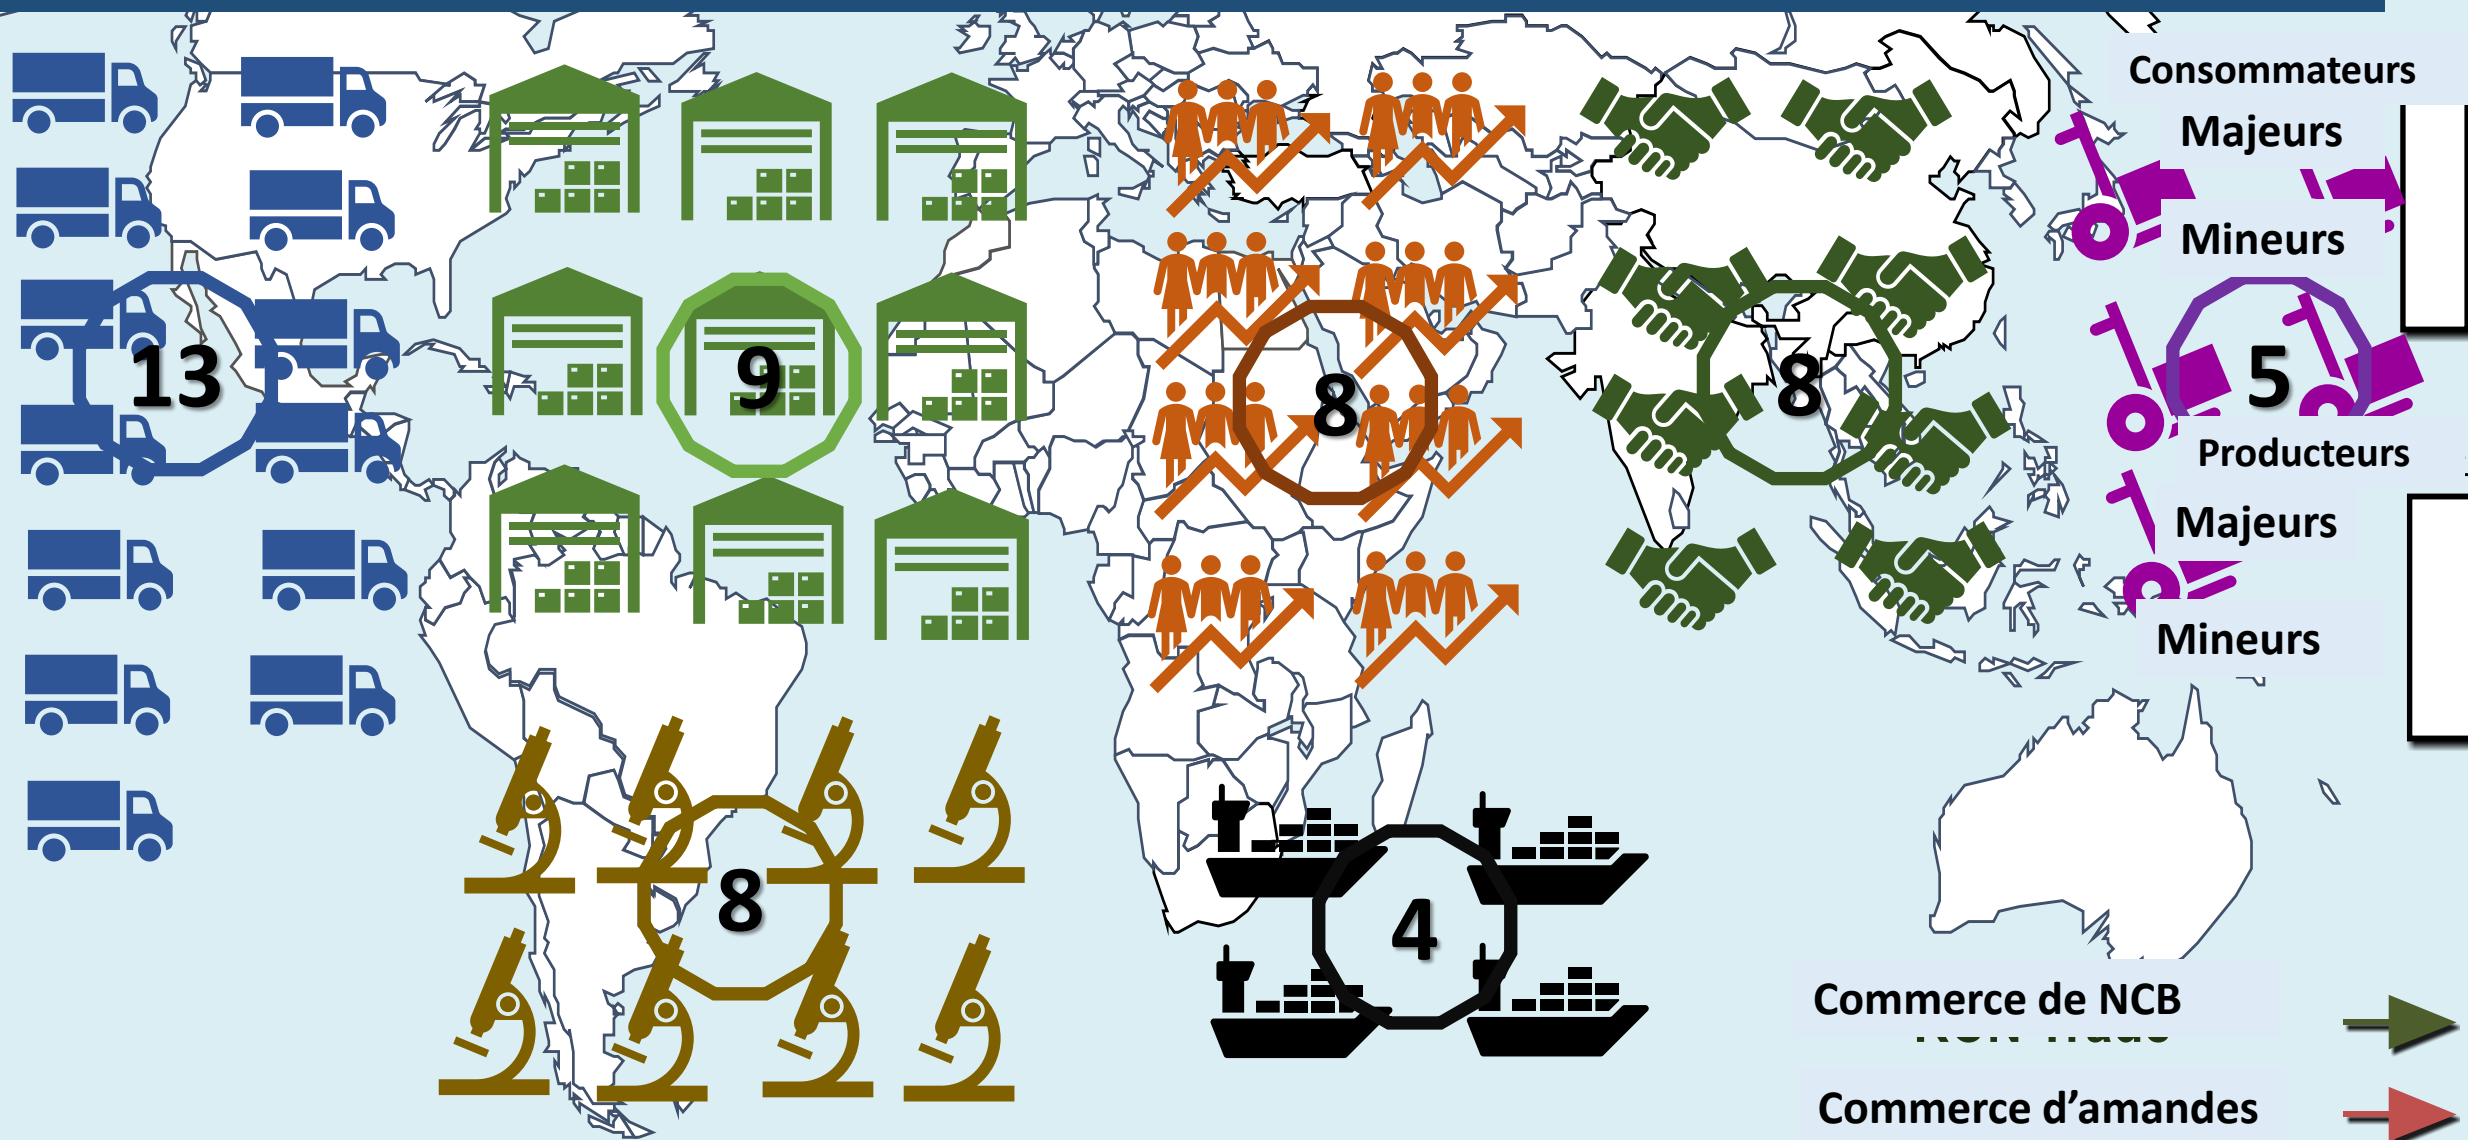 Consommateurs
Majeurs
Mineurs
13
9
8
8
5
Producteurs
Majeurs
Mineurs
8
4
Commerce de NCB
Commerce d’amandes